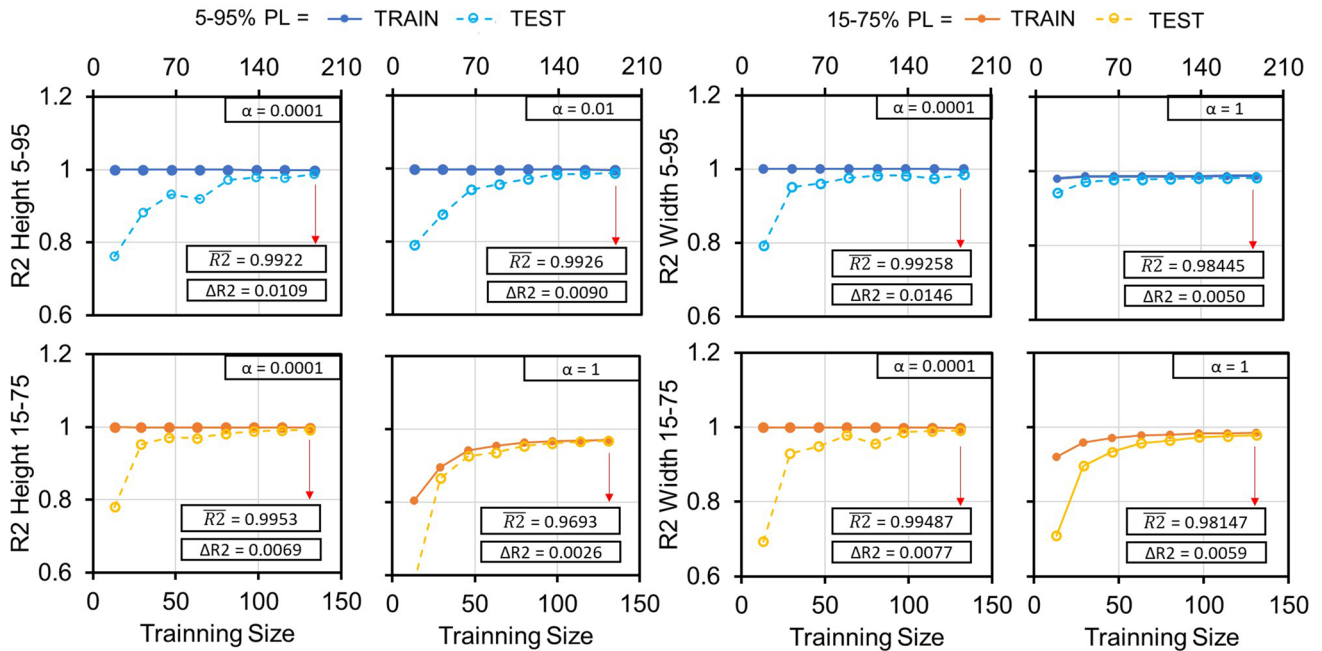 5-95% PL = TRAIN TEST 15-75% PL = TRAIN TEST
0 70 140 210 0 70 140 210 0 70 140 210 0 70 140 210
R2 Height 5-95
1.2
1
0.8
0.6
α = 0.0001
R2 = 0.9922
ΔR2 = 0.0109
α = 0.01
R2 = 0.9926
ΔR2 = 0.0090
R2 Width 5-95
1.2
1
0.8
0.6
α = 0.0001
R2 = 0.99258
ΔR2 = 0.0146
α = 1
R2 = 0.98445
ΔR2 = 0.0050
R2 Height 15-75
1.2
1
0.8
0.6
α = 0.0001
R2 = 0.9953
ΔR2 = 0.0069
α = 1
R2 = 0.9693
ΔR2 = 0.0026
R2 Width 15-75
1.2
1
0.8
0.6
α = 0.0001
R2 = 0.99487
ΔR2 = 0.0077
α = 1
R2 = 0.98147
ΔR2 = 0.0059
0 50 100 150 0 50 100 150 0 50 100 150 0 50 100 150
Trainning Size Trainning Size Trainning Size Trainning Size